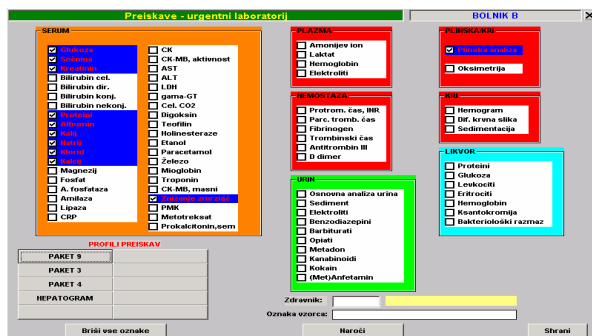 Preiskave - urgentni laboratorij
BOLNIK B
SERUM
Glukoza
Sečnina
Kreatinin
Bilirubin cel.
Bilirubin dir.
Bilirubin konj.
Bilirubin nekonj.
Proteini
Albumin
Kalij
Natrij
Klorid
Kalcij
Magnezij
Fosfat
A. fosfataza
Amilaza
Lipaza
CRP
CK
CK-MB, aktivnost
AST
ALT
LDH
gama-GT
Cel. CO2
Digoksin
Teofilin
Holinesteraze
Etanol
Paracetamol
Železo
Mioglobin
Troponin
CK-MB, masni
PMK
Metotreksat
Prokalcitonin,sem
PLAZMA
Amonijev ion
Laktat
Hemoglobin
Elektroliti
HEMOSTAZA
Protrom. čas, INR
Parc. tromb. čas
Fibrinogen
Trombinski čas
Antitrombin III
D dimer
URIN
Osnovna analiza urina
Sediment
Elektroliti
Benzodiazepini
Barbiturati
Opiati
Metadon
Kanabinoidi
Kokain
(Met)Anfetamin
PLINSKA KRI
Plinska analiza
Oksimetrija
KRI
Hemogram
Dif. krvna slika
Sedimentacija
LIKVOR
Proteini
Glukoza
Levkociti
Eritrociti
Hemoglobin
Ksantokromija
Bakteriološki razmaz
PROFILI PREISKAV
PAKET 9
PAKET 3
PAKET 4
HEPATOGRAM
Zdravnik:
Oznaka vzorca:
Briši vse oznake
Naroči
Shrani